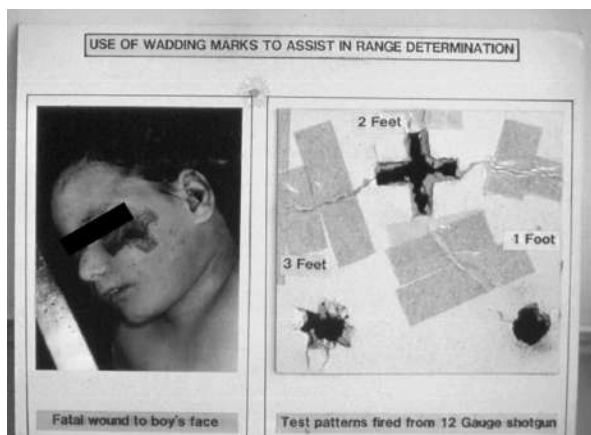 USE OF WADDING MARKS TO ASSIST IN RANGE DETERMINATION
2 Feet
1 Foot
3 Feet
Fatal wound to boy's face
Test patterns fired from 12 Gauge shotgun